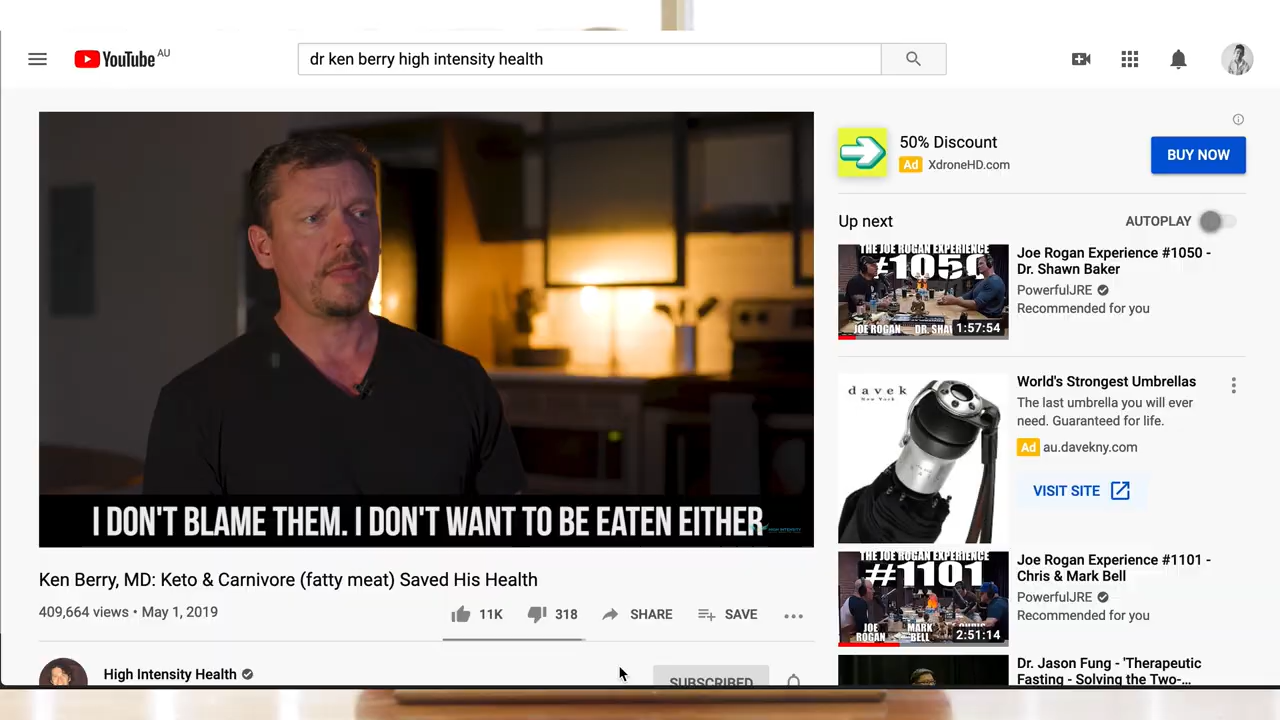 YouTube AU
dr ken berry high intensity health
I DON'T BLAME THEM. I DON'T WANT TO BE EATEN EITHER
HIGH INTENSITY
Ken Berry, MD: Keto & Carnivore (fatty meat) Saved His Health
409,664 views • May 1, 2019
11K
318
SHARE
SAVE
High Intensity Health
SUBSCRIBED
50% Discount
Ad XdroneHD.com
BUY NOW
Up next
AUTOPLAY
THE JOE ROGAN EXPERIENCE
#1050
JOE ROGAN
1:57:54
Joe Rogan Experience #1050 -
Dr. Shawn Baker
PowerfulJRE
Recommended for you
davek
New York
World's Strongest Umbrellas
The last umbrella you will ever
need. Guaranteed for life.
Ad au.davekny.com
VISIT SITE
THE JOE ROGAN EXPERIENCE
#1101
JOE
ROGAN
MARK
BELL
2:51:14
Joe Rogan Experience #1101 -
Chris & Mark Bell
PowerfulJRE
Recommended for you
Dr. Jason Fung - 'Therapeutic
Fasting - Solving the Two-...